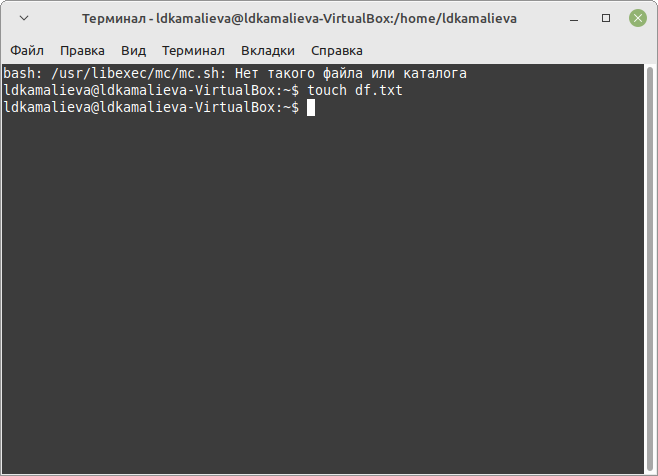 Терминал - ldkamalieva@ldkamalieva-VirtualBox:/home/ldkamalieva
Файл Правка Вид Терминал Вкладки Справка
bash: /usr/libexec/mc/mc.sh: Нет такого файла или каталога
ldkamalieva@ldkamalieva-VirtualBox:~$ touch df.txt
ldkamalieva@ldkamalieva-VirtualBox:~$